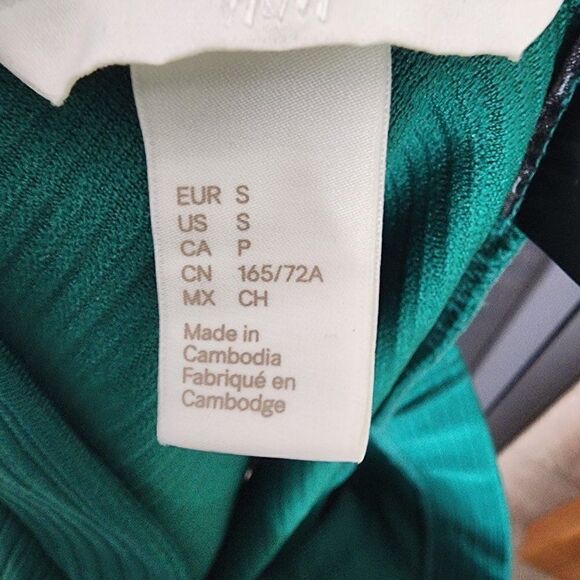 H&M
EUR S
US S
CA P
CN 165/72A
MX CH
Made in
Cambodia
Fabriqué en
Cambodge